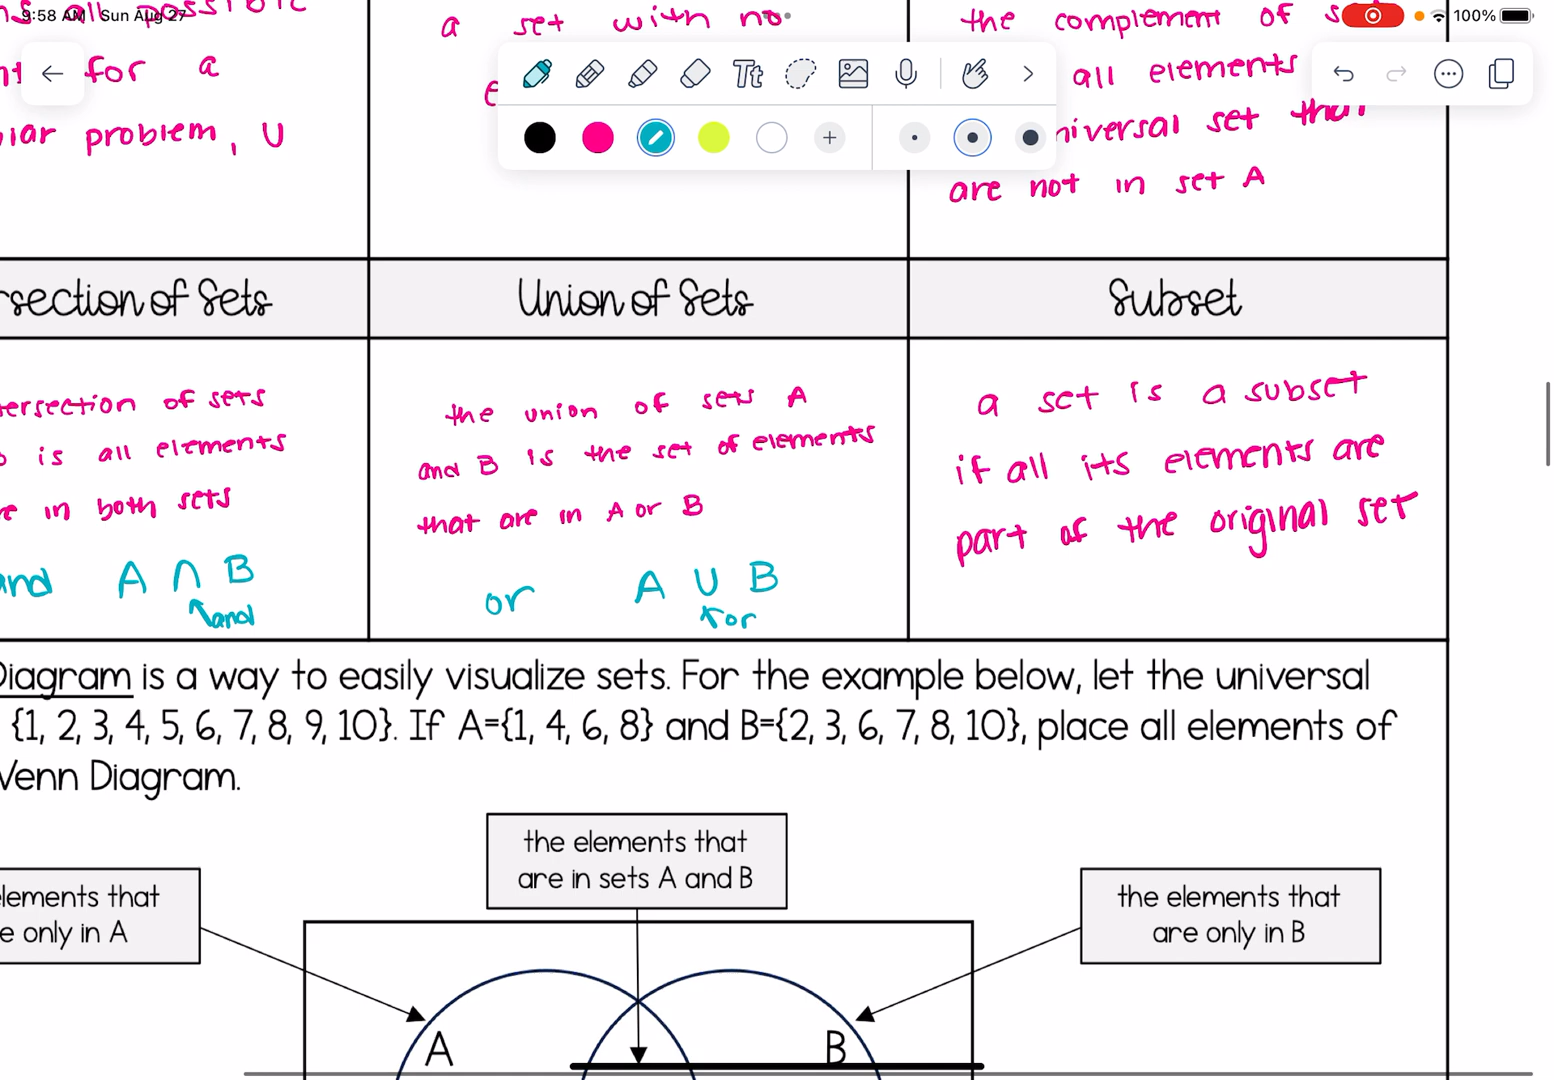 9:58 AM Sun Aug 27
100%
all possible
for a
problem, U
a set with no
the complement of
all elements
universal set that
are not in set A
Tt
section of Sets
Union of Sets
Subset
of sets
is all elements
in both sets
and A ∩ B
and
the union of sets A
and B is the set of elements
that are in A or B
or A ∪ B
or
a set is a subset
if all its elements are
part of the original set
Diagram is a way to easily visualize sets. For the example below, let the universal
{1, 2, 3, 4, 5, 6, 7, 8, 9, 10}. If A={1, 4, 6, 8} and B={2, 3, 6, 7, 8, 10}, place all elements of
Venn Diagram.
the elements that
are in sets A and B
elements that
only in A
the elements that
are only in B
A
B